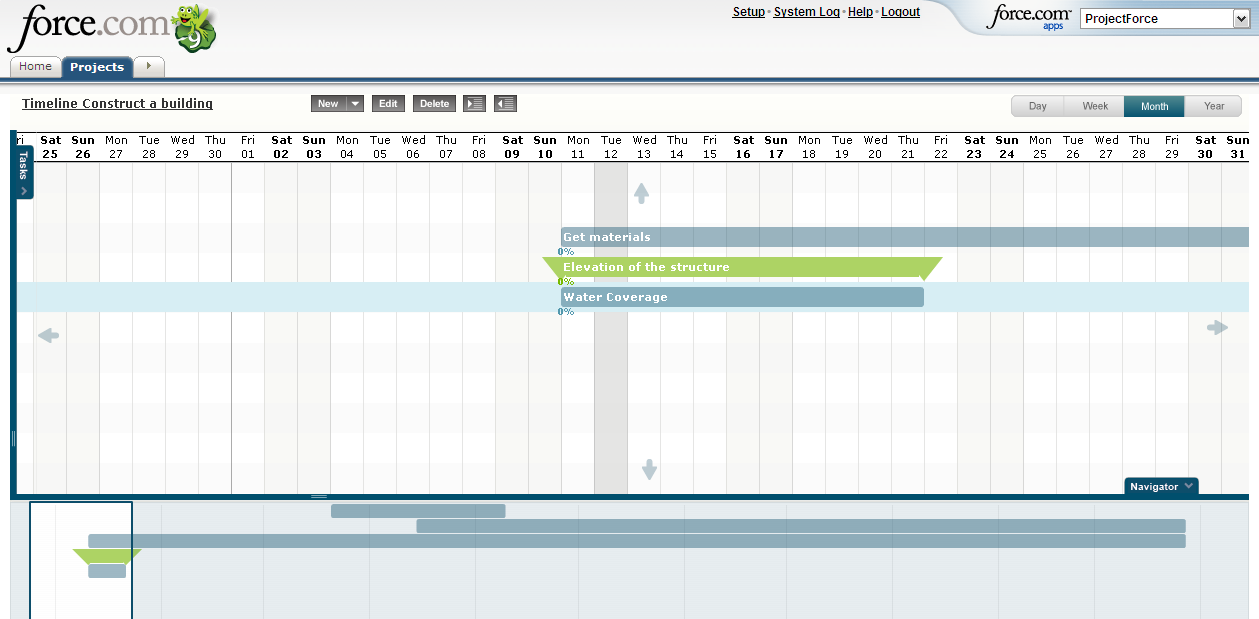 force.com 9
Setup · System Log · Help · Logout
force.com apps ProjectForce
Home Projects
Timeline Construct a building New Edit Delete Day Week Month Year
ri Sat Sun Mon Tue Wed Thu Fri Sat Sun Mon Tue Wed Thu Fri Sat Sun Mon Tue Wed Thu Fri Sat Sun Mon Tue Wed Thu Fri Sat Sun Mon Tue Wed Thu Fri Sat Sun
25 26 27 28 29 30 01 02 03 04 05 06 07 08 09 10 11 12 13 14 15 16 17 18 19 20 21 22 23 24 25 26 27 28 29 30 31
Tasks
Get materials
0%
Elevation of the structure
0%
Water Coverage
0%
Navigator